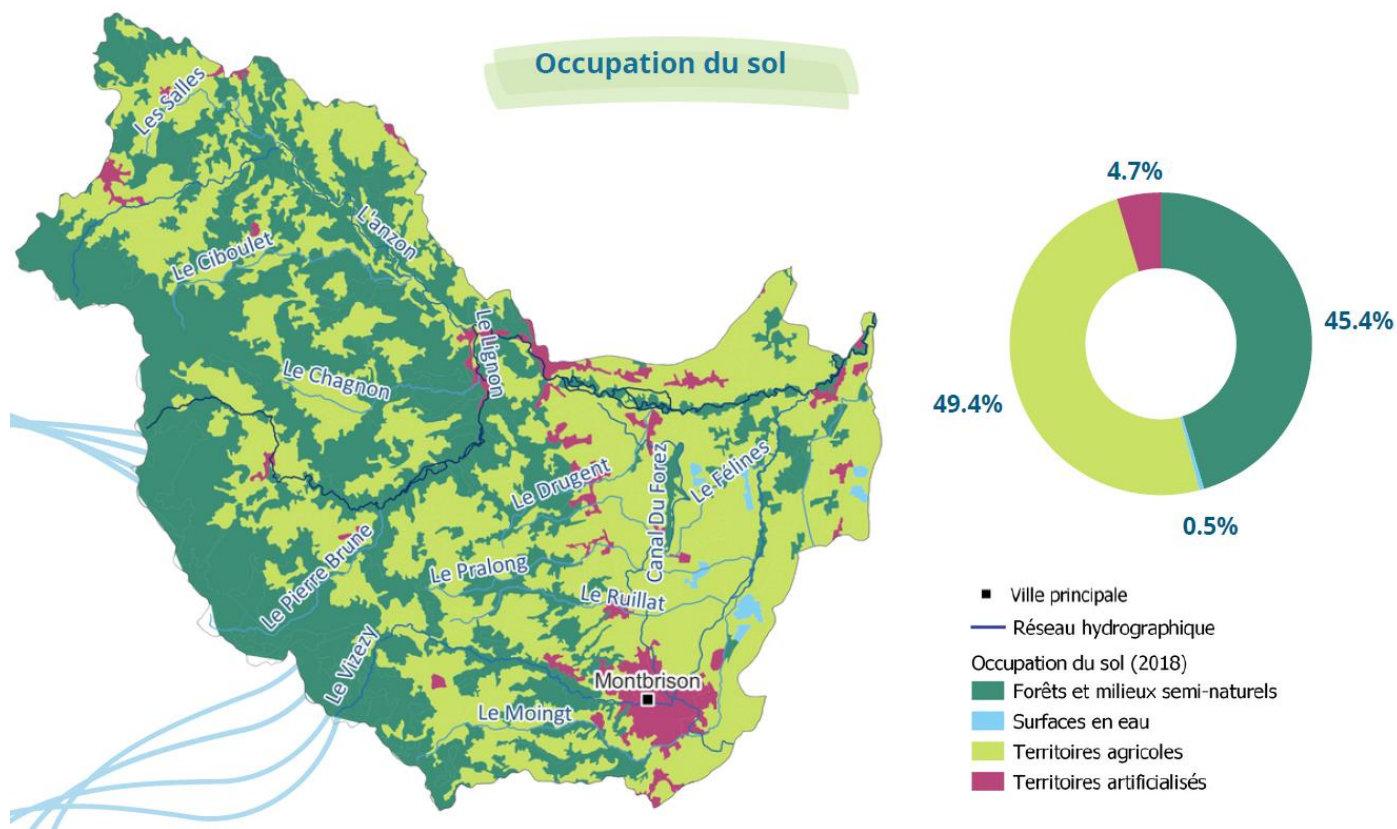 Occupation du sol
Les Salles
L'anzon
Le Ciboulet
Le Lignon
Le Chagnon
Le Drugent
Canal Du Forez
Le Félines
Le Pierre Brune
Le Pralong
Le Ruillat
Le Vizezy
Montbrison
Le Moingt
4.7%
45.4%
49.4%
0.5%
Ville principale
Réseau hydrographique
Occupation du sol (2018)
Forêts et milieux semi-naturels
Surfaces en eau
Territoires agricoles
Territoires artificialisés